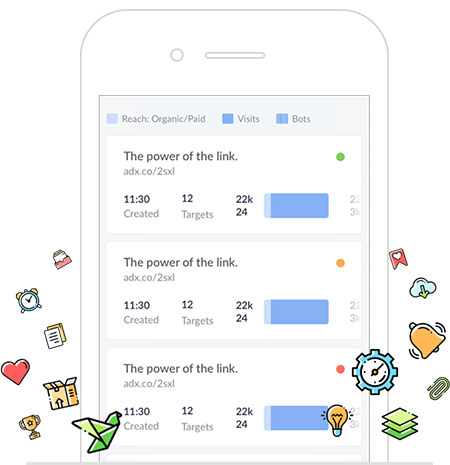 Reach: Organic/Paid Visits Bots
The power of the link.
adx.co/2sxl
11:30 12 22k 22
Created Targets 24 3k
The power of the link.
adx.co/2sxl
11:30 12 22k 22
Created Targets 24 3k
The power of the link.
adx.co/2sxl
11:30 12 22k 22
Created Targets 24 3k